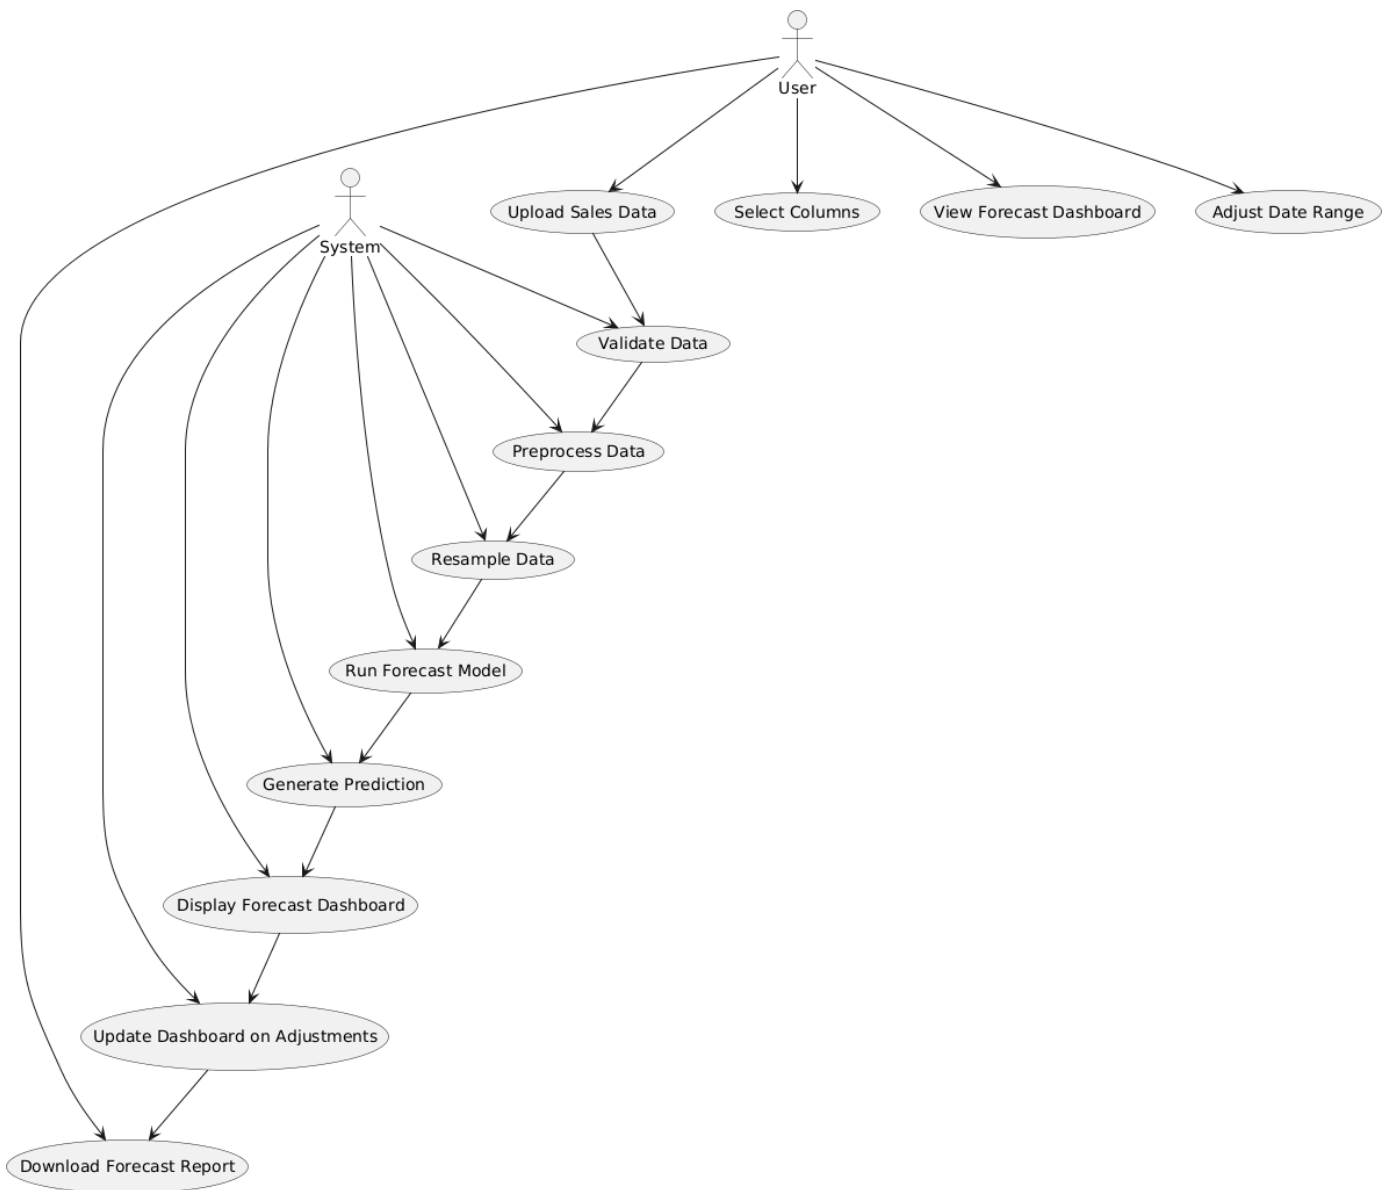 User
System
Upload Sales Data
Select Columns
View Forecast Dashboard
Adjust Date Range
Validate Data
Preprocess Data
Resample Data
Run Forecast Model
Generate Prediction
Display Forecast Dashboard
Update Dashboard on Adjustments
Download Forecast Report